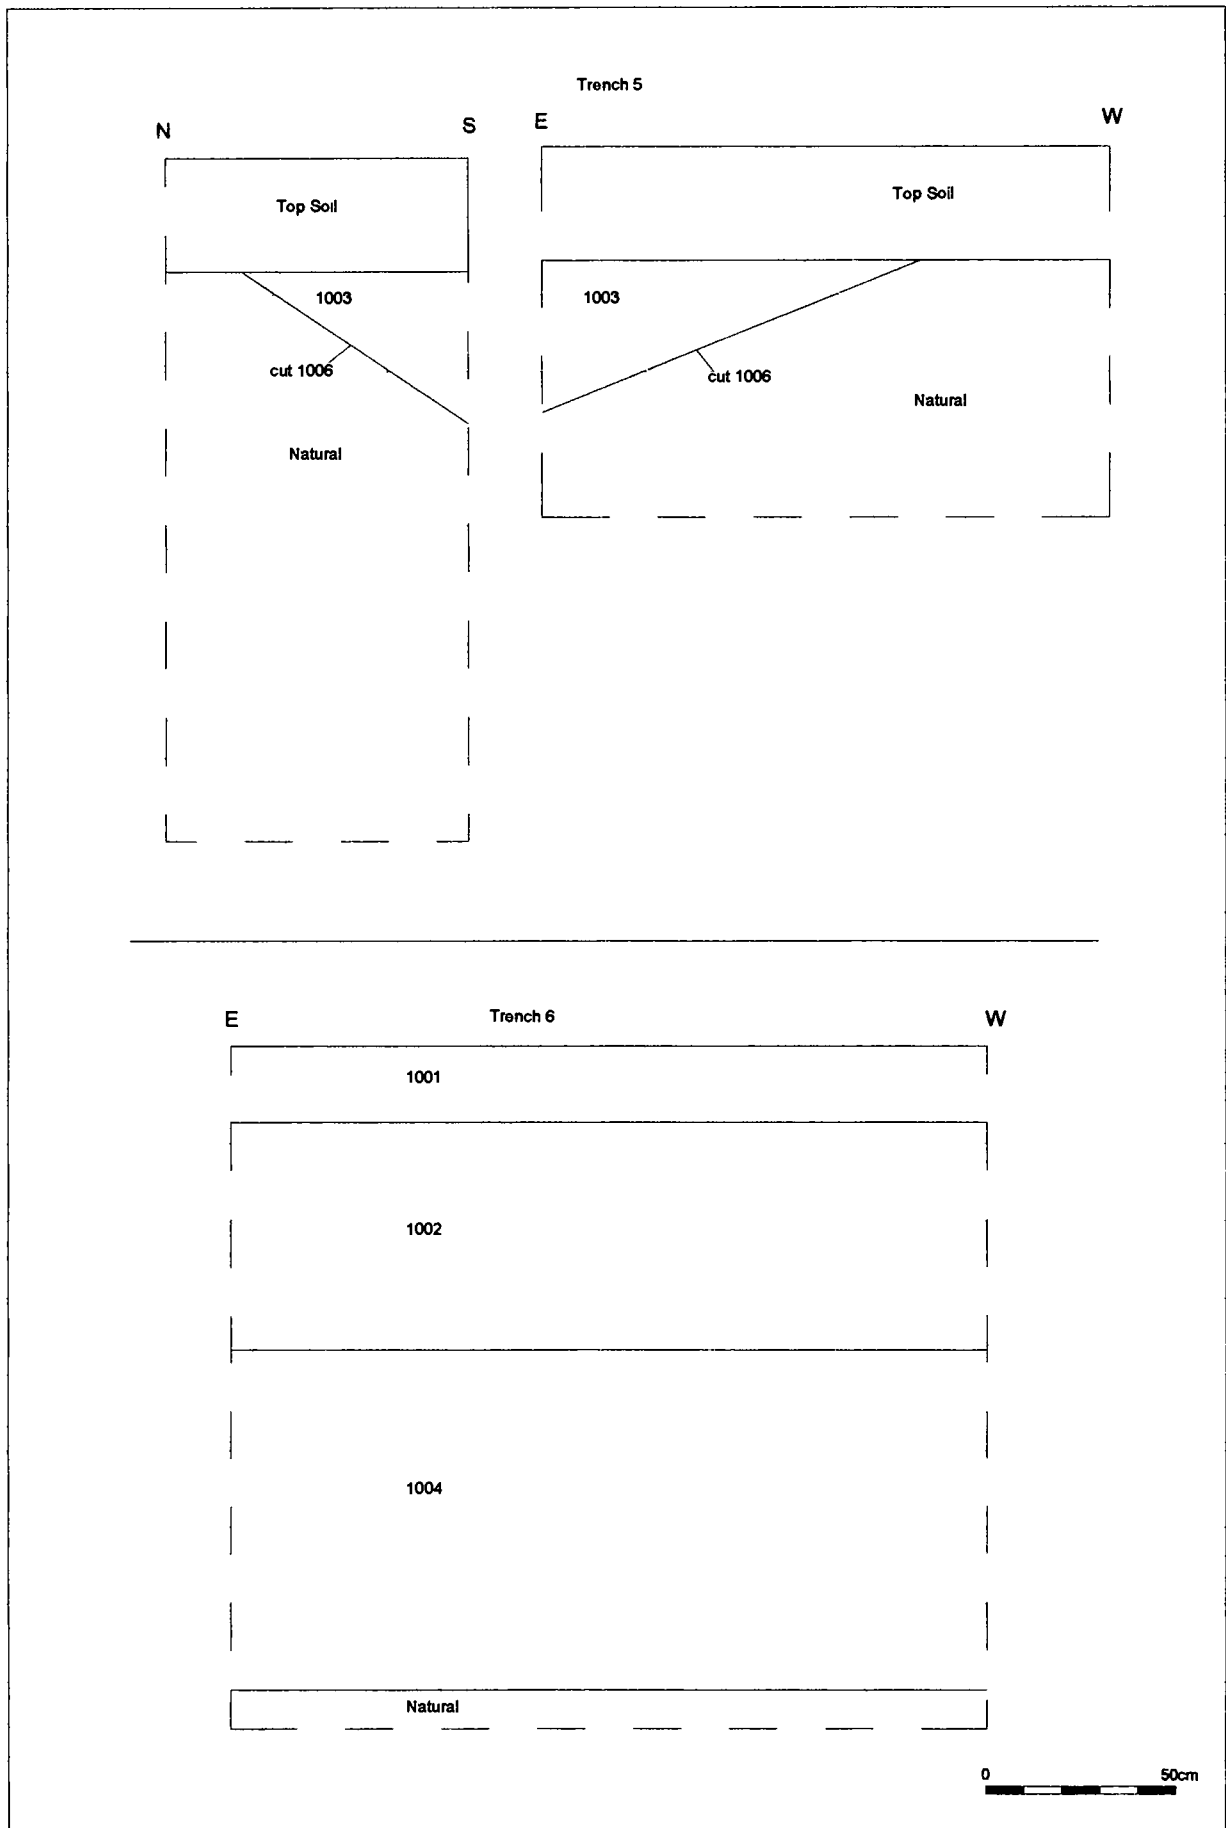 Trench 5
N S E W
Top Soil
Top Soil
1003
1003
cut 1006
cut 1006
Natural
Natural
E Trench 6 W
1001
1002
1004
Natural
0 50cm